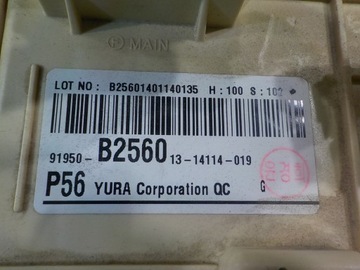 MAIN
LOT NO : B25601401140135 H : 100 S : 102
91950-B2560 13-14114-019
P56 YURA Corporation QC G